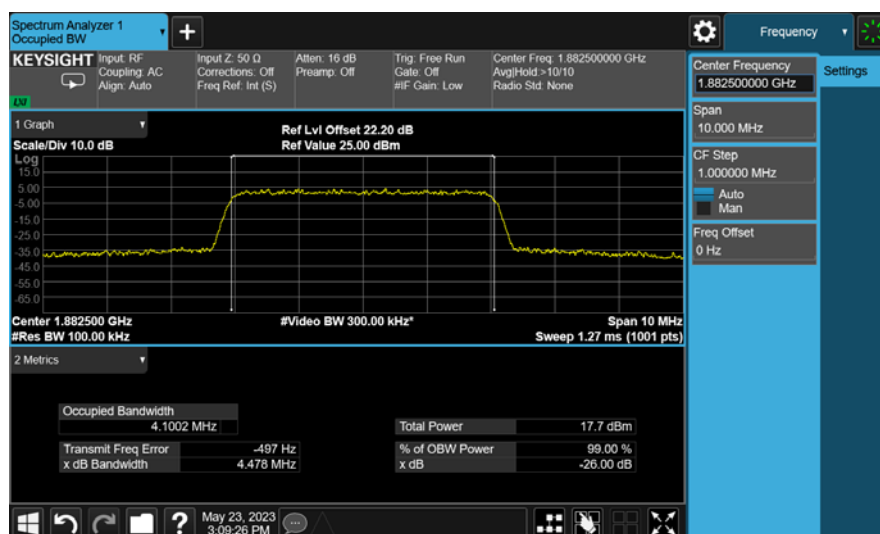 Spectrum Analyzer 1
Occupied BW
Frequency
KEYSIGHT
Input: RF
Coupling: AC
Align: Auto
Input Z: 50 Ω
Corrections: Off
Freq Ref: Int (S)
Atten: 16 dB
Preamp: Off
Trig: Free Run
Gate: Off
#IF Gain: Low
Center Freq: 1.882500000 GHz
Avg|Hold:>10/10
Radio Std: None
LXI
Center Frequency
1.882500000 GHz
Settings
Span
10.000 MHz
CF Step
1.000000 MHz
Auto
Man
Freq Offset
0 Hz
1 Graph
Scale/Div 10.0 dB
Ref Lvl Offset 22.20 dB
Ref Value 25.00 dBm
Log
15.0
5.00
-5.00
-15.0
-25.0
-35.0
-45.0
-55.0
-65.0
Center 1.882500 GHz
#Video BW 300.00 kHz*
Span 10 MHz
#Res BW 100.00 kHz
Sweep 1.27 ms (1001 pts)
2 Metrics
Occupied Bandwidth
4.1002 MHz
Total Power 17.7 dBm
Transmit Freq Error -497 Hz
% of OBW Power 99.00 %
x dB Bandwidth 4.478 MHz
x dB -26.00 dB
May 23, 2023
3:09:26 PM